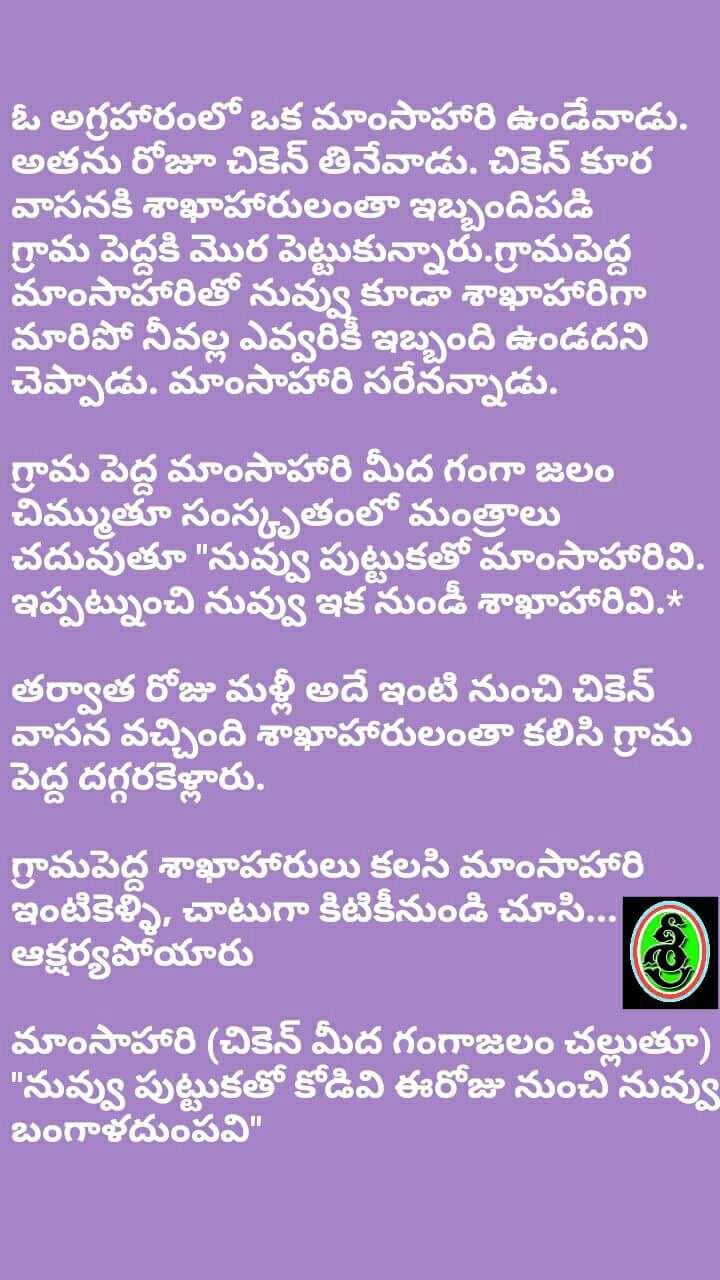 ఓ అగ్రహారంలో ఒక మాంసాహారి ఉండేవాడు.
అతను రోజూ చికెన్ తినేవాడు. చికెన్ కూర
వాసనకి శాఖాహారులంతా ఇబ్బందిపడి
గ్రామ పెద్దకి మొర పెట్టుకున్నారు.గ్రామపెద్ద
మాంసాహారితో నువ్వు కూడా శాఖాహారిగా
మారిపో నీవల్ల ఎవ్వరికీ ఇబ్బంది ఉండదని
చెప్పాడు. మాంసాహారి సరేనన్నాడు.

గ్రామ పెద్ద మాంసాహారి మీద గంగా జలం
చిమ్ముతూ సంస్కృతంలో మంత్రాలు
చదువుతూ "నువ్వు పుట్టుకతో మాంసాహారివి.
ఇప్పట్నుంచి నువ్వు ఇక నుండీ శాఖాహారివి.*

తర్వాత రోజు మళ్లీ అదే ఇంటి నుంచి చికెన్
వాసన వచ్చింది శాఖాహారులంతా కలిసి గ్రామ
పెద్ద దగ్గరకెళ్లారు.

గ్రామపెద్ద శాఖాహారులు కలసి మాంసాహారి
ఇంటికెళ్ళి, చాటుగా కిటికీనుండి చూసి...
ఆక్షర్యపోయారు
శ్రీ

మాంసాహారి (చికెన్ మీద గంగాజలం చల్లుతూ)
"నువ్వు పుట్టుకతో కోడివి ఈరోజు నుంచి నువ్వు
బంగాళదుంపవి"